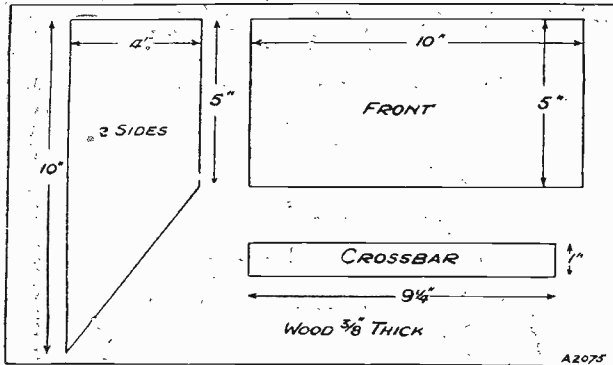 4"
10"
5"
FRONT
5"
2 SIDES
10"
CROSSBAR
1"
9¼"
WOOD 3/8" THICK
A2075